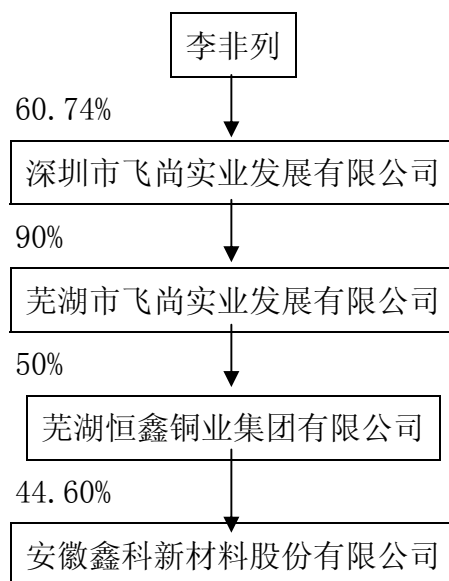 李非列
60.74%
深圳市飞尚实业发展有限公司
90%
芜湖市飞尚实业发展有限公司
50%
芜湖恒鑫铜业集团有限公司
44.60%
安徽鑫科新材料股份有限公司